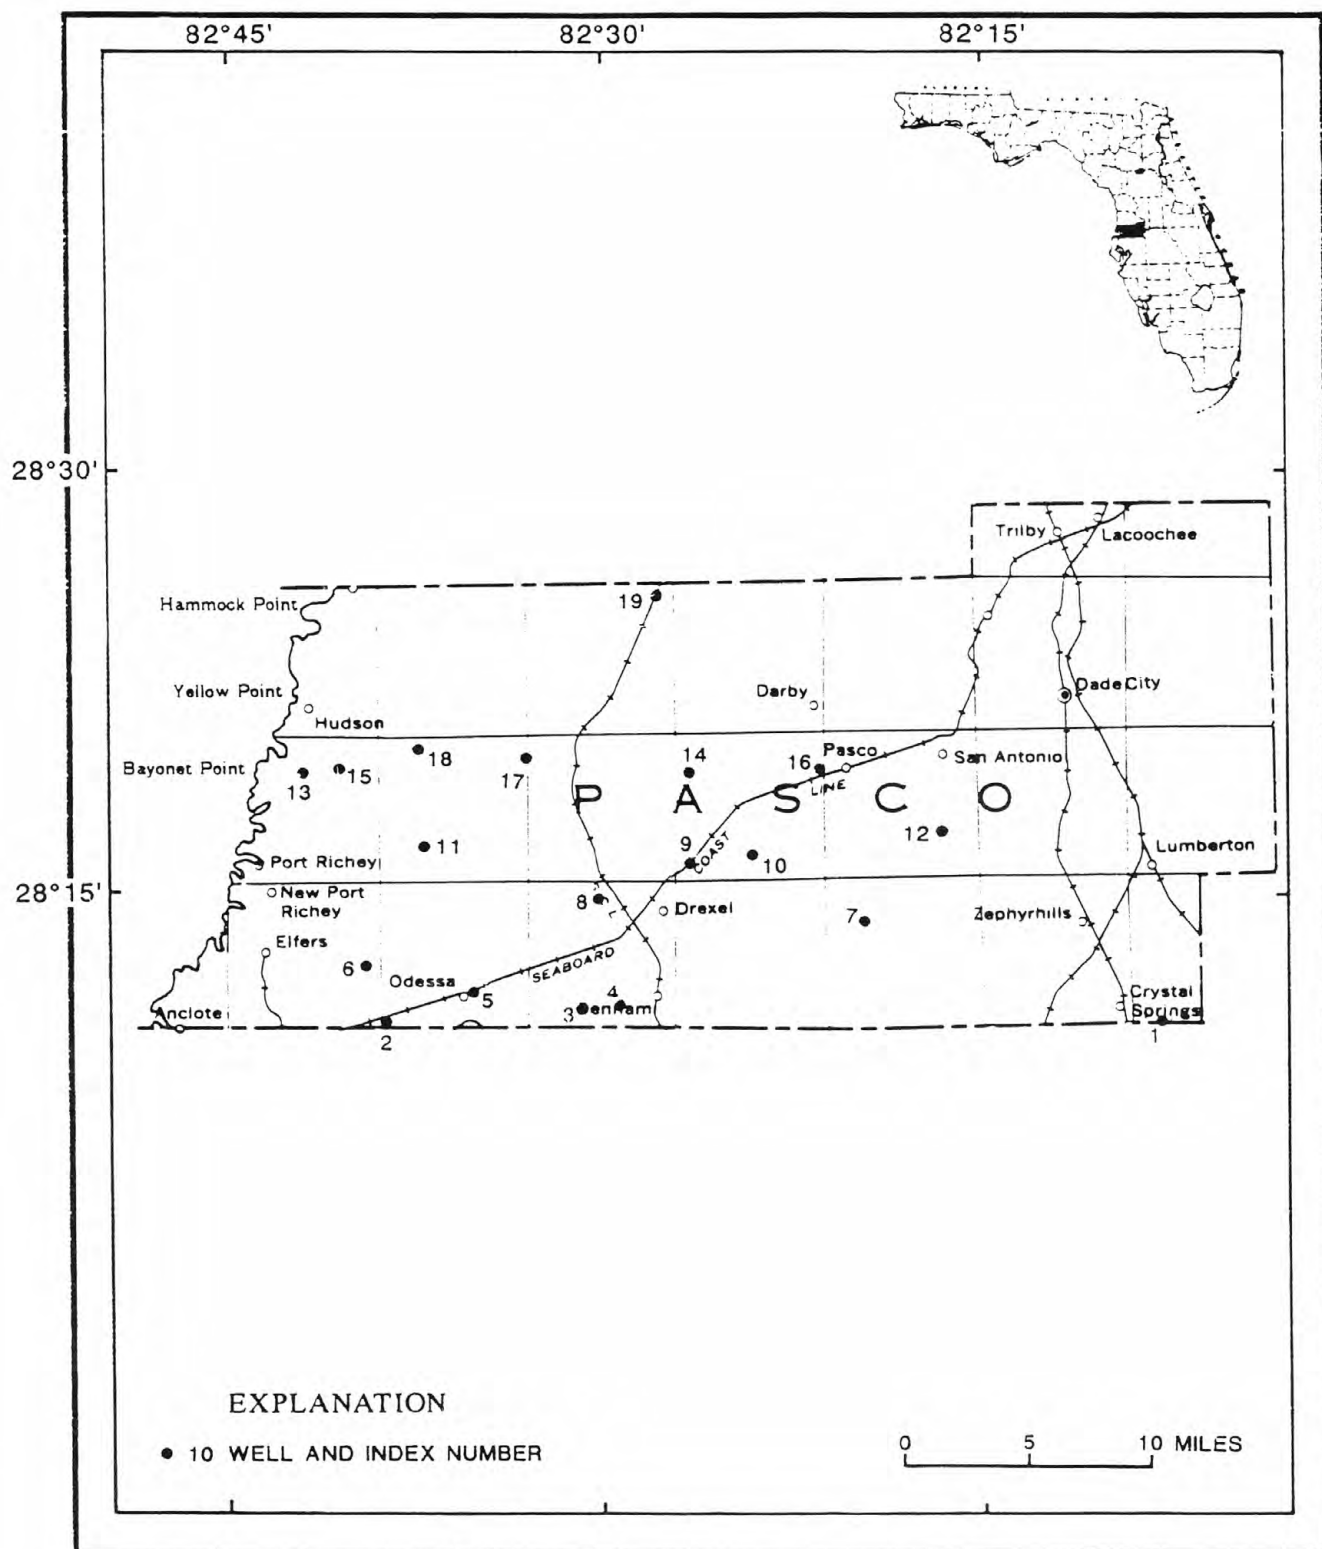 82°45' 82°30' 82°15'
28°30'
Trilby
Lacoochee
Hammock Point
19
Yellow Point
Hudson
Darby
Dade City
Bayonet Point
13
15
18
17
14
16
Pasco
San Antonio
LINE
PASCO
11
9
COAST
10
12
Lumberton
Port Richey
28°15'
New Port
Richey
8
Drexel
7
Zephyrhills
Elfers
6
Odessa
5
SEABOARD
4
3
enham
Crystal
Springs
Anclote
2
1
EXPLANATION
10 WELL AND INDEX NUMBER
0 5 10 MILES